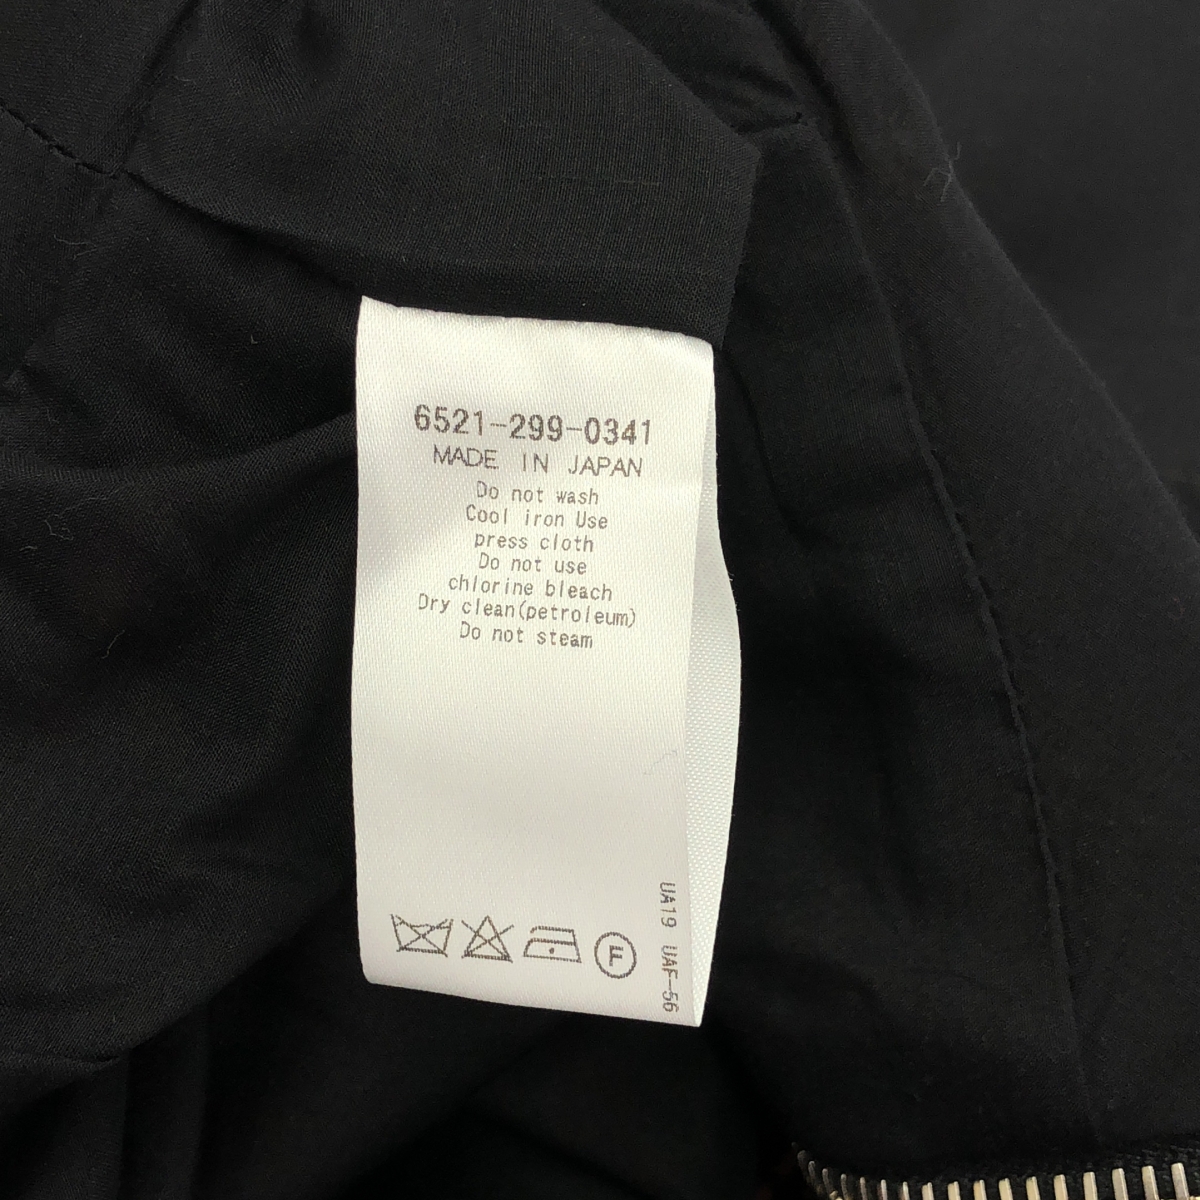 6521-299-0341
MADE IN JAPAN
Do not wash
Cool iron Use
press cloth
Do not use
chlorine bleach
Dry clean(petroleum)
Do not steam
F
UA19 UAF-56